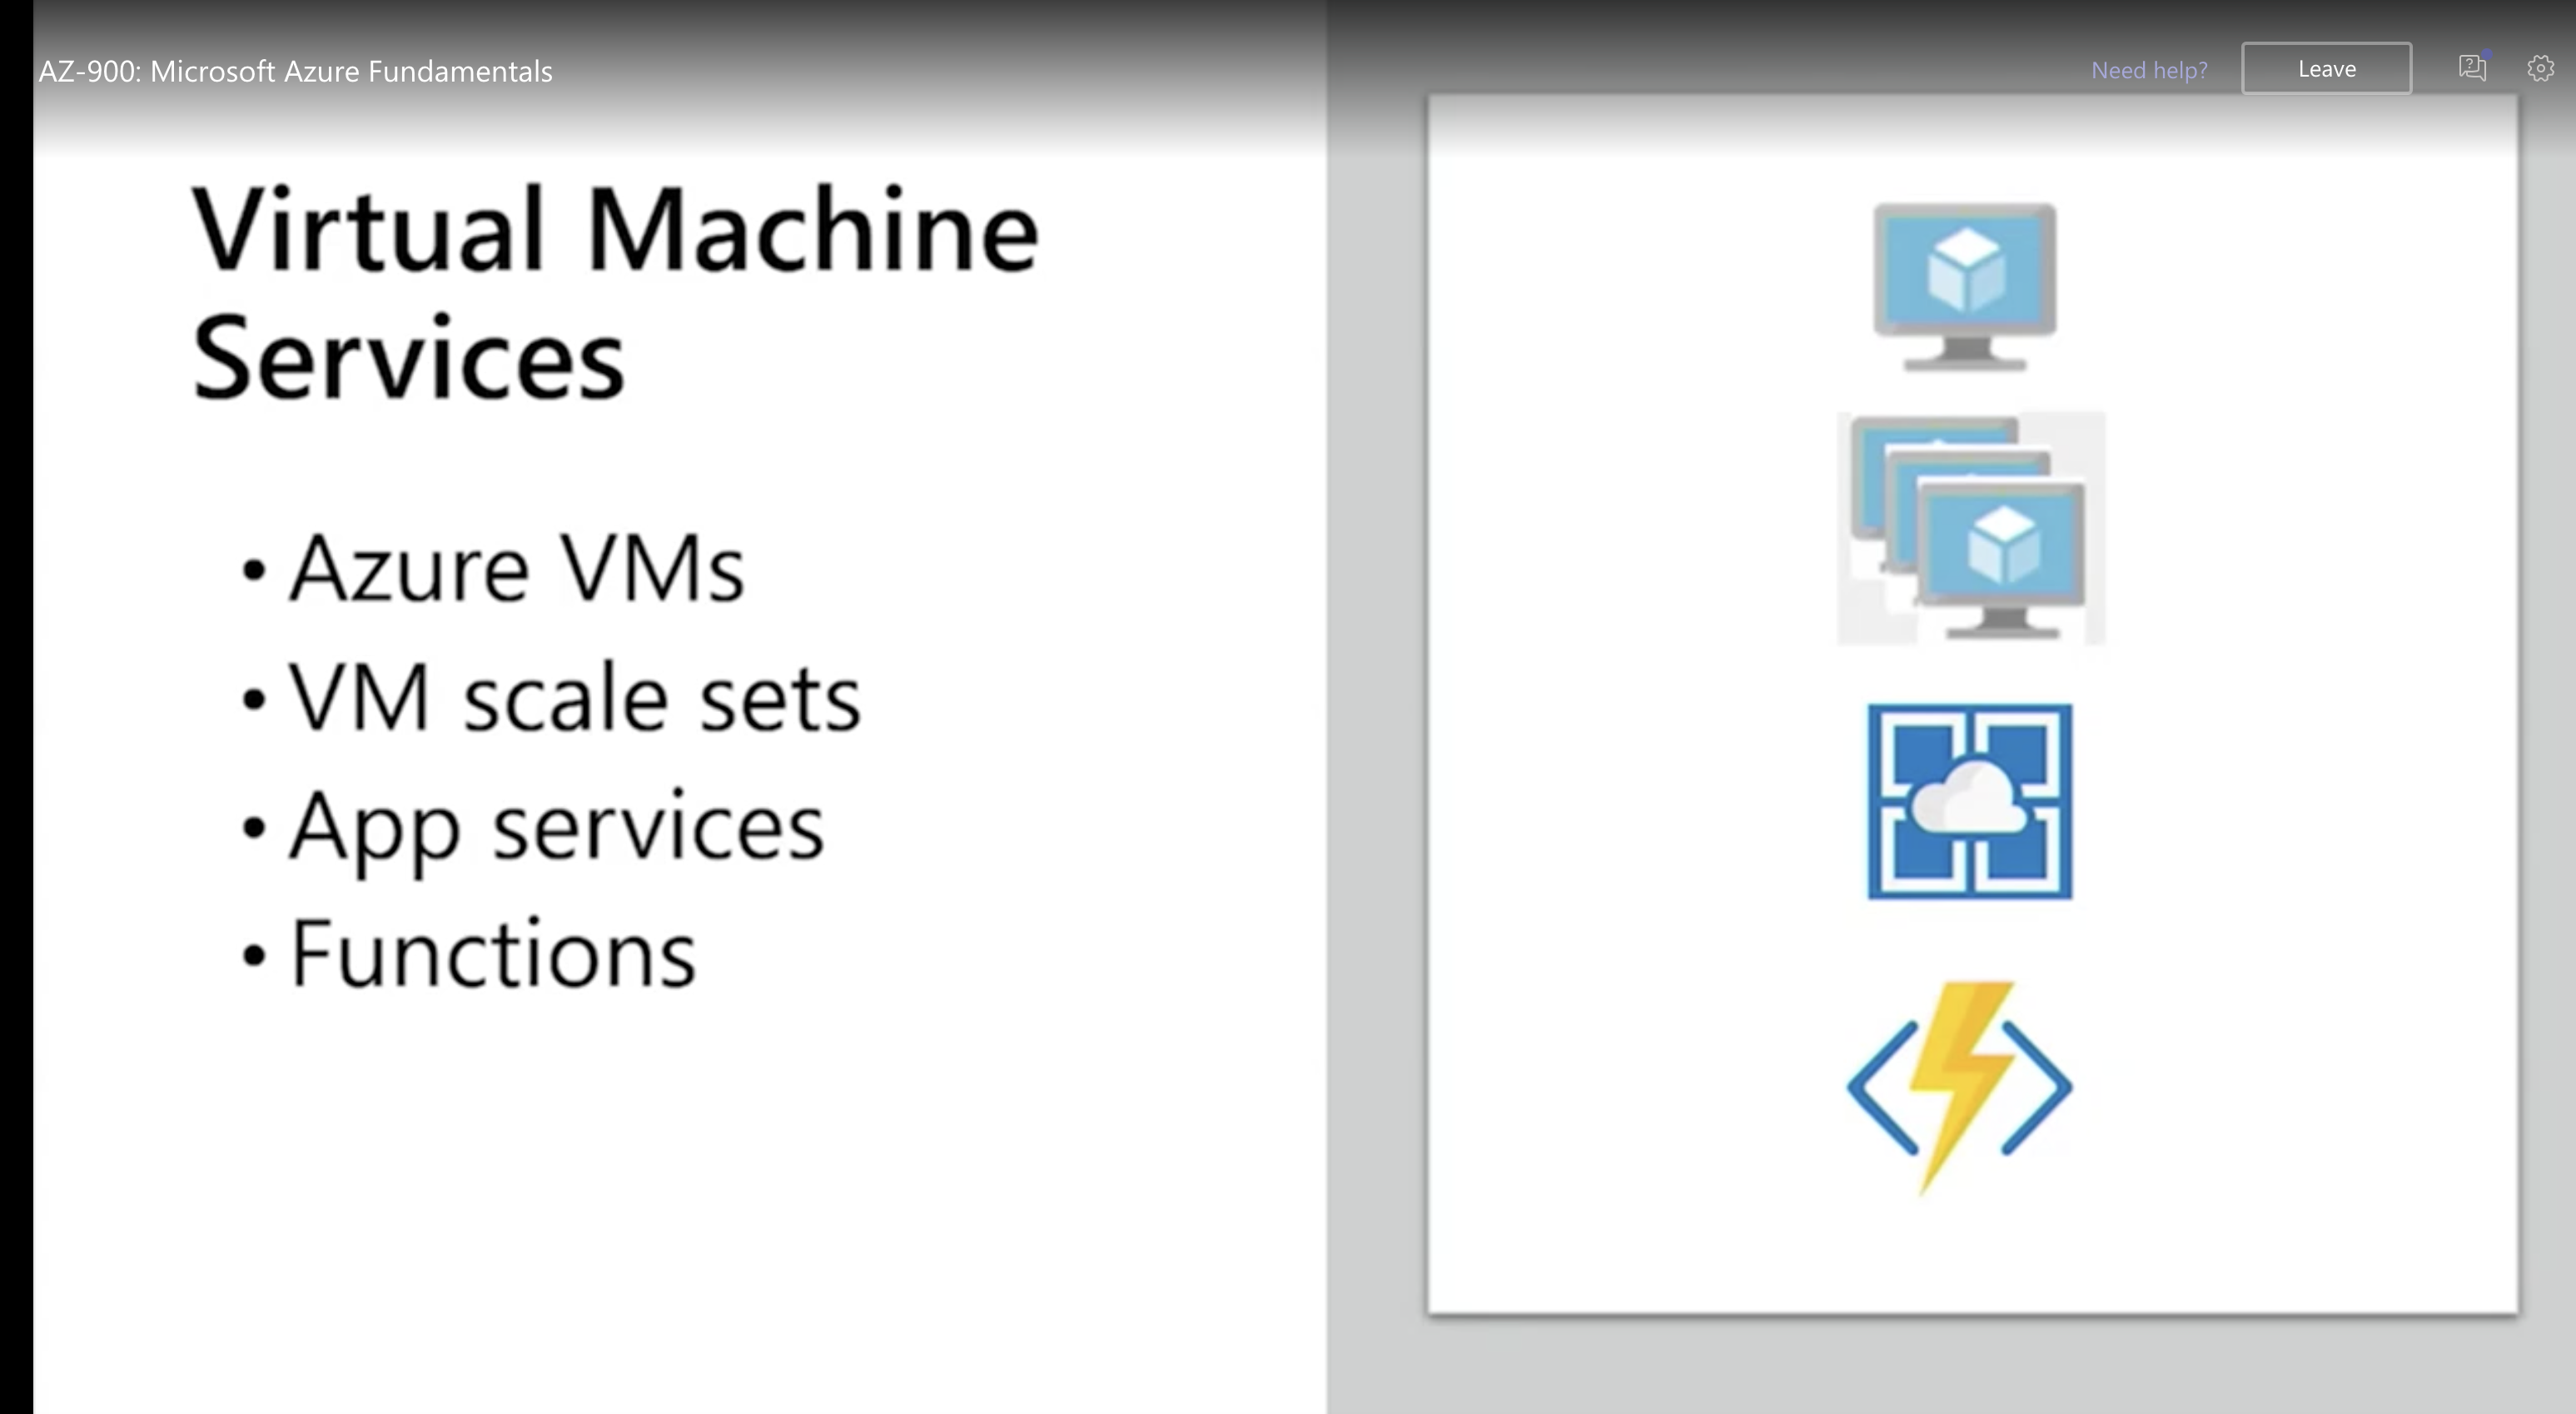 AZ-900: Microsoft Azure Fundamentals
Need help?
Leave
Virtual Machine
Services
• Azure VMs
• VM scale sets
• App services
• Functions